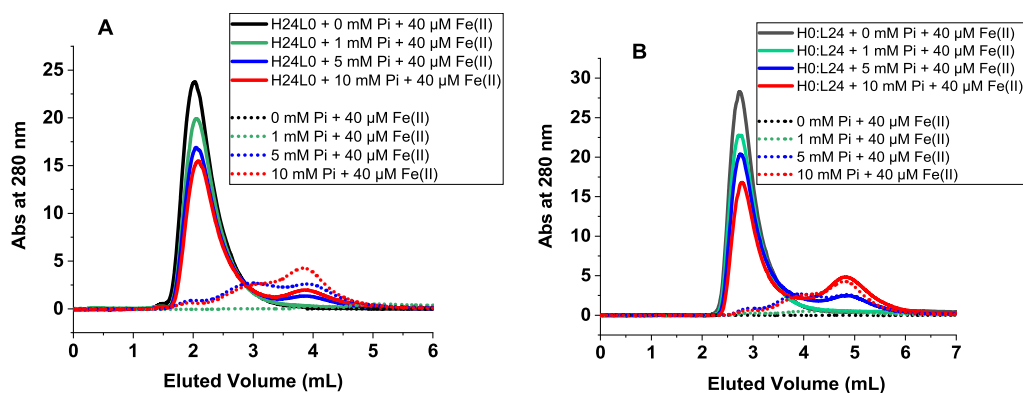 A
H24L0 + 0 mM Pi + 40 µM Fe(II)
H24L0 + 1 mM Pi + 40 µM Fe(II)
H24L0 + 5 mM Pi + 40 µM Fe(II)
H24L0 + 10 mM Pi + 40 µM Fe(II)
0 mM Pi + 40 µM Fe(II)
1 mM Pi + 40 µM Fe(II)
5 mM Pi + 40 µM Fe(II)
10 mM Pi + 40 µM Fe(II)
Abs at 280 nm
25
20
15
10
5
0
0 1 2 3 4 5 6
Eluted Volume (mL)
B
H0:L24 + 0 mM Pi + 40 µM Fe(II)
H0:L24 + 1 mM Pi + 40 µM Fe(II)
H0:L24 + 5 mM Pi + 40 µM Fe(II)
H0:L24 + 10 mM Pi + 40 µM Fe(II)
0 mM Pi + 40 µM Fe(II)
1 mM Pi + 40 µM Fe(II)
5 mM Pi + 40 µM Fe(II)
10 mM Pi + 40 µM Fe(II)
Abs at 280 nm
30
25
20
15
10
5
0
0 1 2 3 4 5 6 7
Eluted Volume (mL)